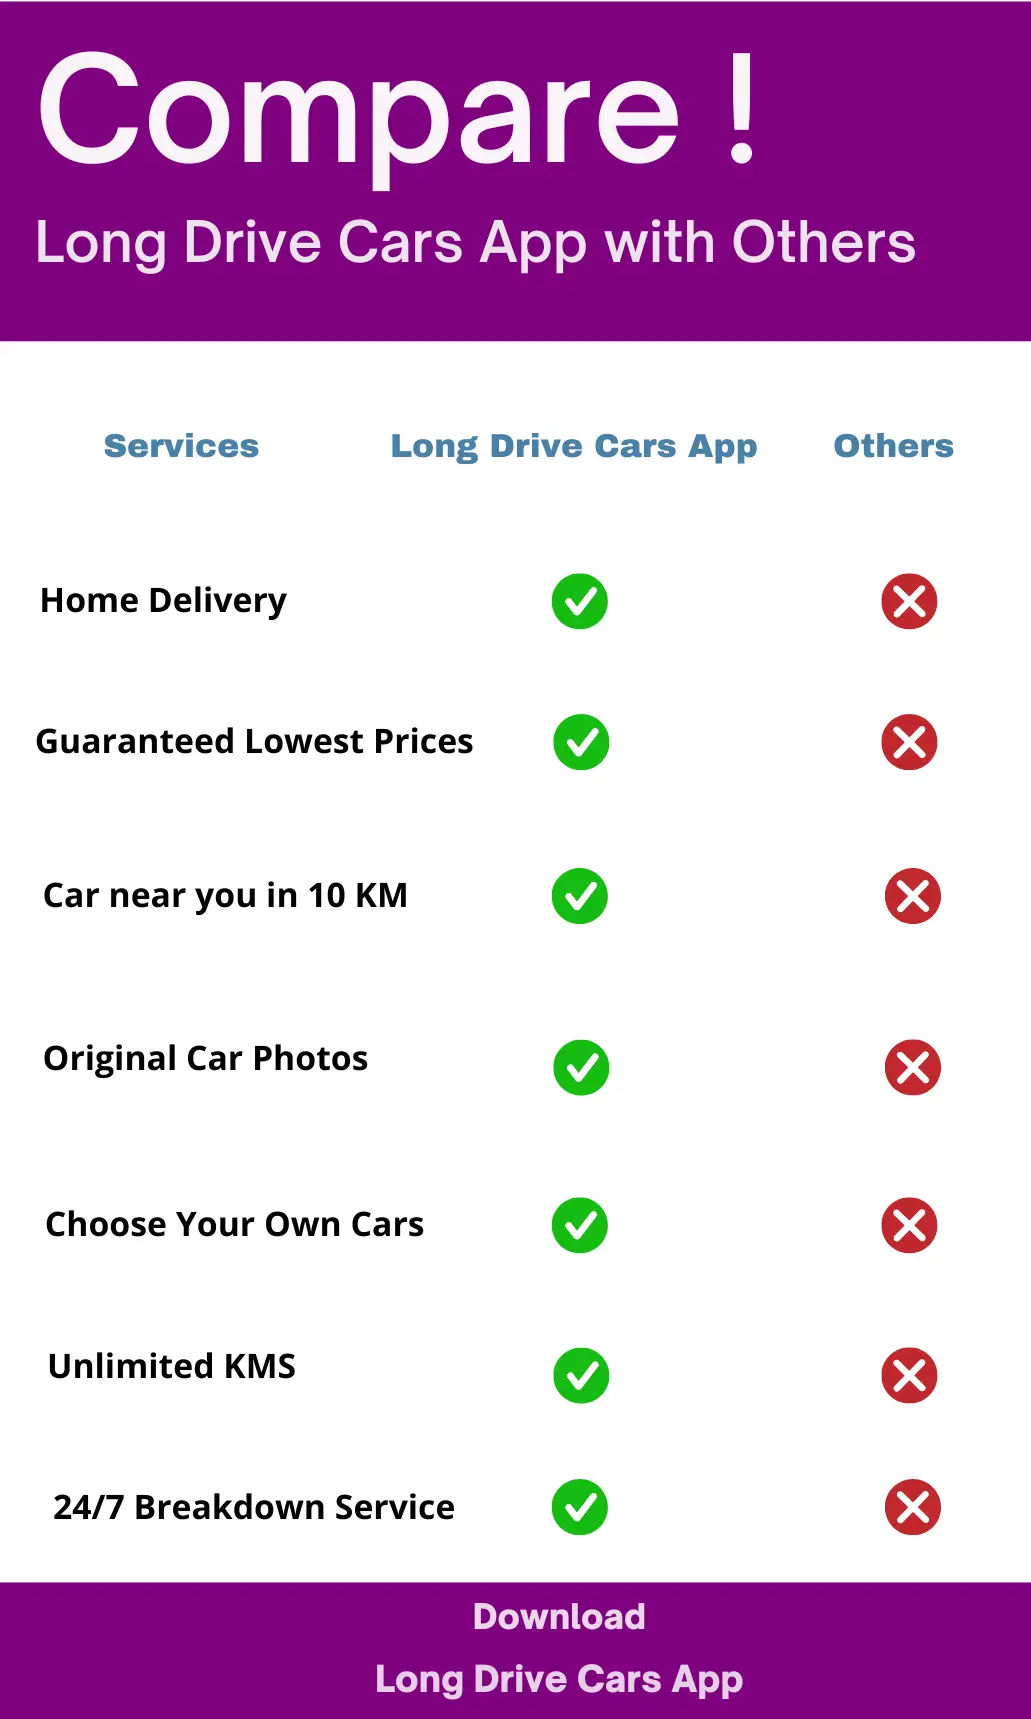 Compare !
Long Drive Cars App with Others
Services Long Drive Cars App Others
Home Delivery
Guaranteed Lowest Prices
Car near you in 10 KM
Original Car Photos
Choose Your Own Cars
Unlimited KMS
24/7 Breakdown Service
Download
Long Drive Cars App